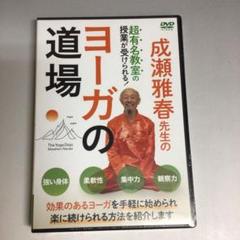 DVD
成瀬雅春先生の
超有名教室の
授業が受けられる!
ヨーガの
道場
The Yoga Dojo
Masaharu Naruse
強い身体
柔軟性
集中力
観察力
効果のあるヨーガを手軽に始められ
楽に続けられる方法を紹介します